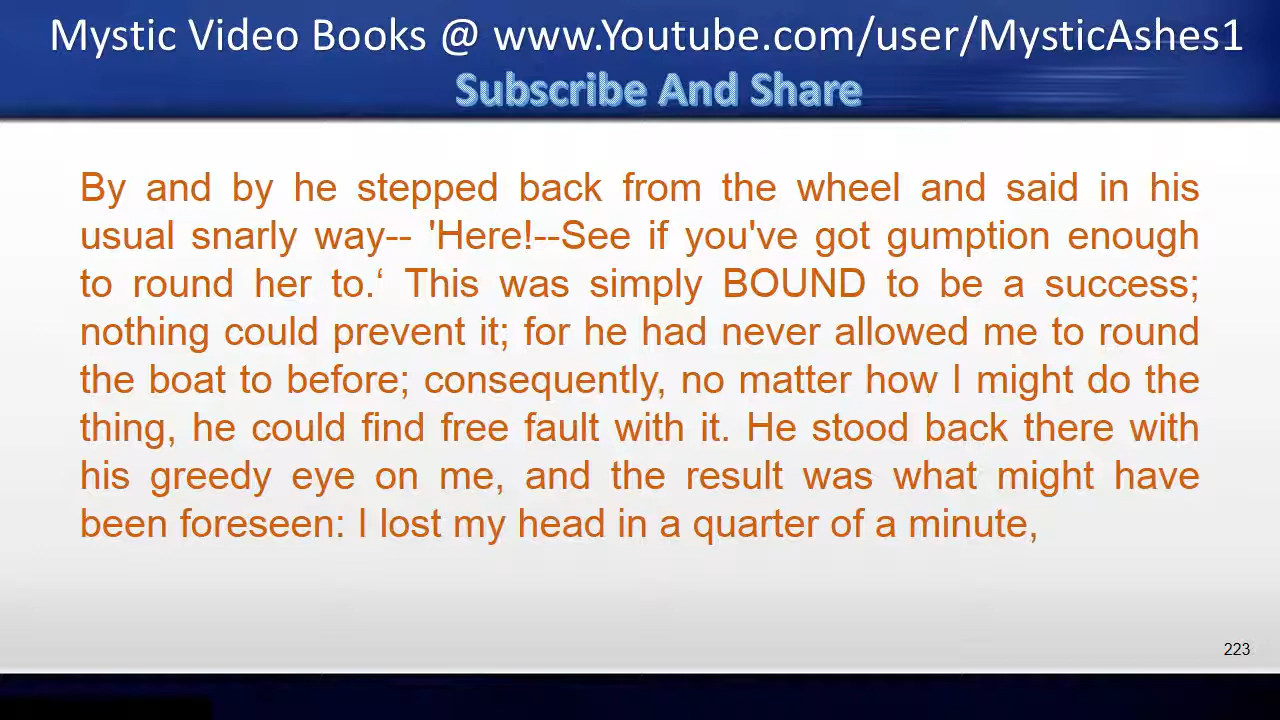 Mystic Video Books @ www.Youtube.com/user/MysticAshes1
Subscribe And Share
By and by he stepped back from the wheel and said in his
usual snarly way-- 'Here!--See if you've got gumption enough
to round her to.‘ This was simply BOUND to be a success;
nothing could prevent it; for he had never allowed me to round
the boat to before; consequently, no matter how I might do the
thing, he could find free fault with it. He stood back there with
his greedy eye on me, and the result was what might have
been foreseen: I lost my head in a quarter of a minute,
223